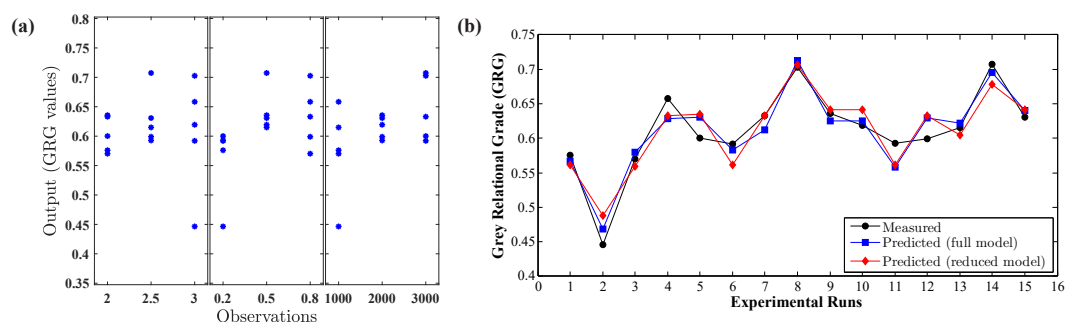 (a)
Output (GRG values)
0.8
0.75
0.7
0.65
0.6
0.55
0.5
0.45
0.4
0.35
2 2.5 3 0.2 0.5 0.8 1000 2000 3000
Observations
(b)
Grey Relational Grade (GRG)
0.75
0.7
0.65
0.6
0.55
0.5
0.45
0.4
Measured
Predicted (full model)
Predicted (reduced model)
0 1 2 3 4 5 6 7 8 9 10 11 12 13 14 15 16
Experimental Runs